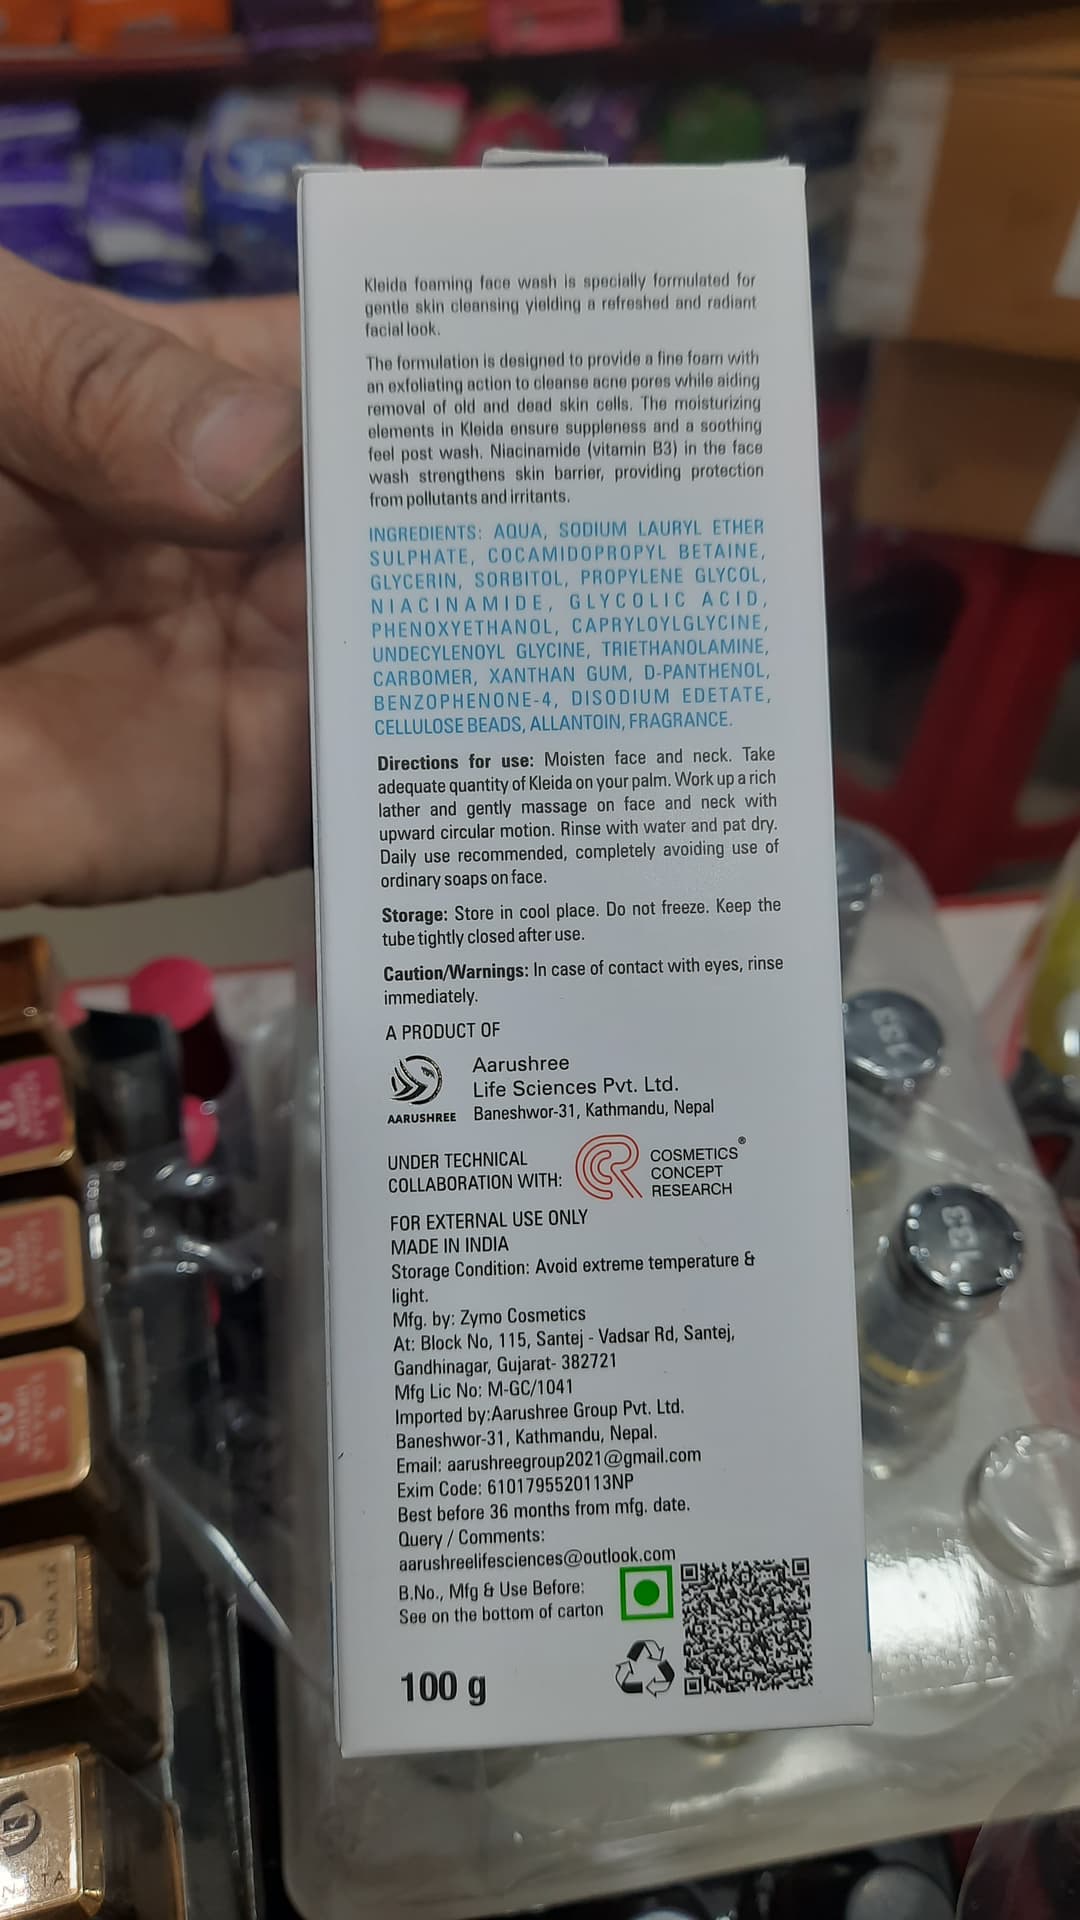 Kleida foaming face wash is specially formulated for
gentle skin cleansing yielding a refreshed and radiant
facial look.
The formulation is designed to provide a fine foam with
an exfoliating action to cleanse acne pores while aiding
removal of old and dead skin cells. The moisturizing
elements in Kleida ensure suppleness and a soothing
feel post wash. Niacinamide (vitamin B3) in the face
wash strengthens skin barrier, providing protection
from pollutants and irritants.
INGREDIENTS: AQUA, SODIUM LAURYL ETHER
SULPHATE, COCAMIDOPROPYL BETAINE,
GLYCERIN, SORBITOL, PROPYLENE GLYCOL,
NIACINAMIDE, GLYCOLIC ACID,
PHENOXYETHANOL, CAPRYLOYLGLYCINE,
UNDECYLENOYL GLYCINE, TRIETHANOLAMINE,
CARBOMER, XANTHAN GUM, D-PANTHENOL,
BENZOPHENONE-4, DISODIUM EDETATE,
CELLULOSE BEADS, ALLANTOIN, FRAGRANCE.
Directions for use: Moisten face and neck. Take
adequate quantity of Kleida on your palm. Work up a rich
lather and gently massage on face and neck with
upward circular motion. Rinse with water and pat dry.
Daily use recommended, completely avoiding use of
ordinary soaps on face.
Storage: Store in cool place. Do not freeze. Keep the
tube tightly closed after use.
Caution/Warnings: In case of contact with eyes, rinse
immediately.
A PRODUCT OF
Aarushree
Life Sciences Pvt. Ltd.
AARUSHREE Baneshwor-31, Kathmandu, Nepal
UNDER TECHNICAL
COLLABORATION WITH:
COSMETICS®
CONCEPT
RESEARCH
FOR EXTERNAL USE ONLY
MADE IN INDIA
Storage Condition: Avoid extreme temperature &
light.
Mfg. by: Zymo Cosmetics
At: Block No, 115, Santej - Vadsar Rd, Santej,
Gandhinagar, Gujarat- 382721
Mfg Lic No: M-GC/1041
Imported by:Aarushree Group Pvt. Ltd.
Baneshwor-31, Kathmandu, Nepal.
Email: aarushreegroup2021@gmail.com
Exim Code: 6101795520113NP
Best before 36 months from mfg. date.
Query / Comments:
aarushreelifesciences@outlook.com
B.No., Mfg & Use Before:
See on the bottom of carton
100 g
133
SONATA